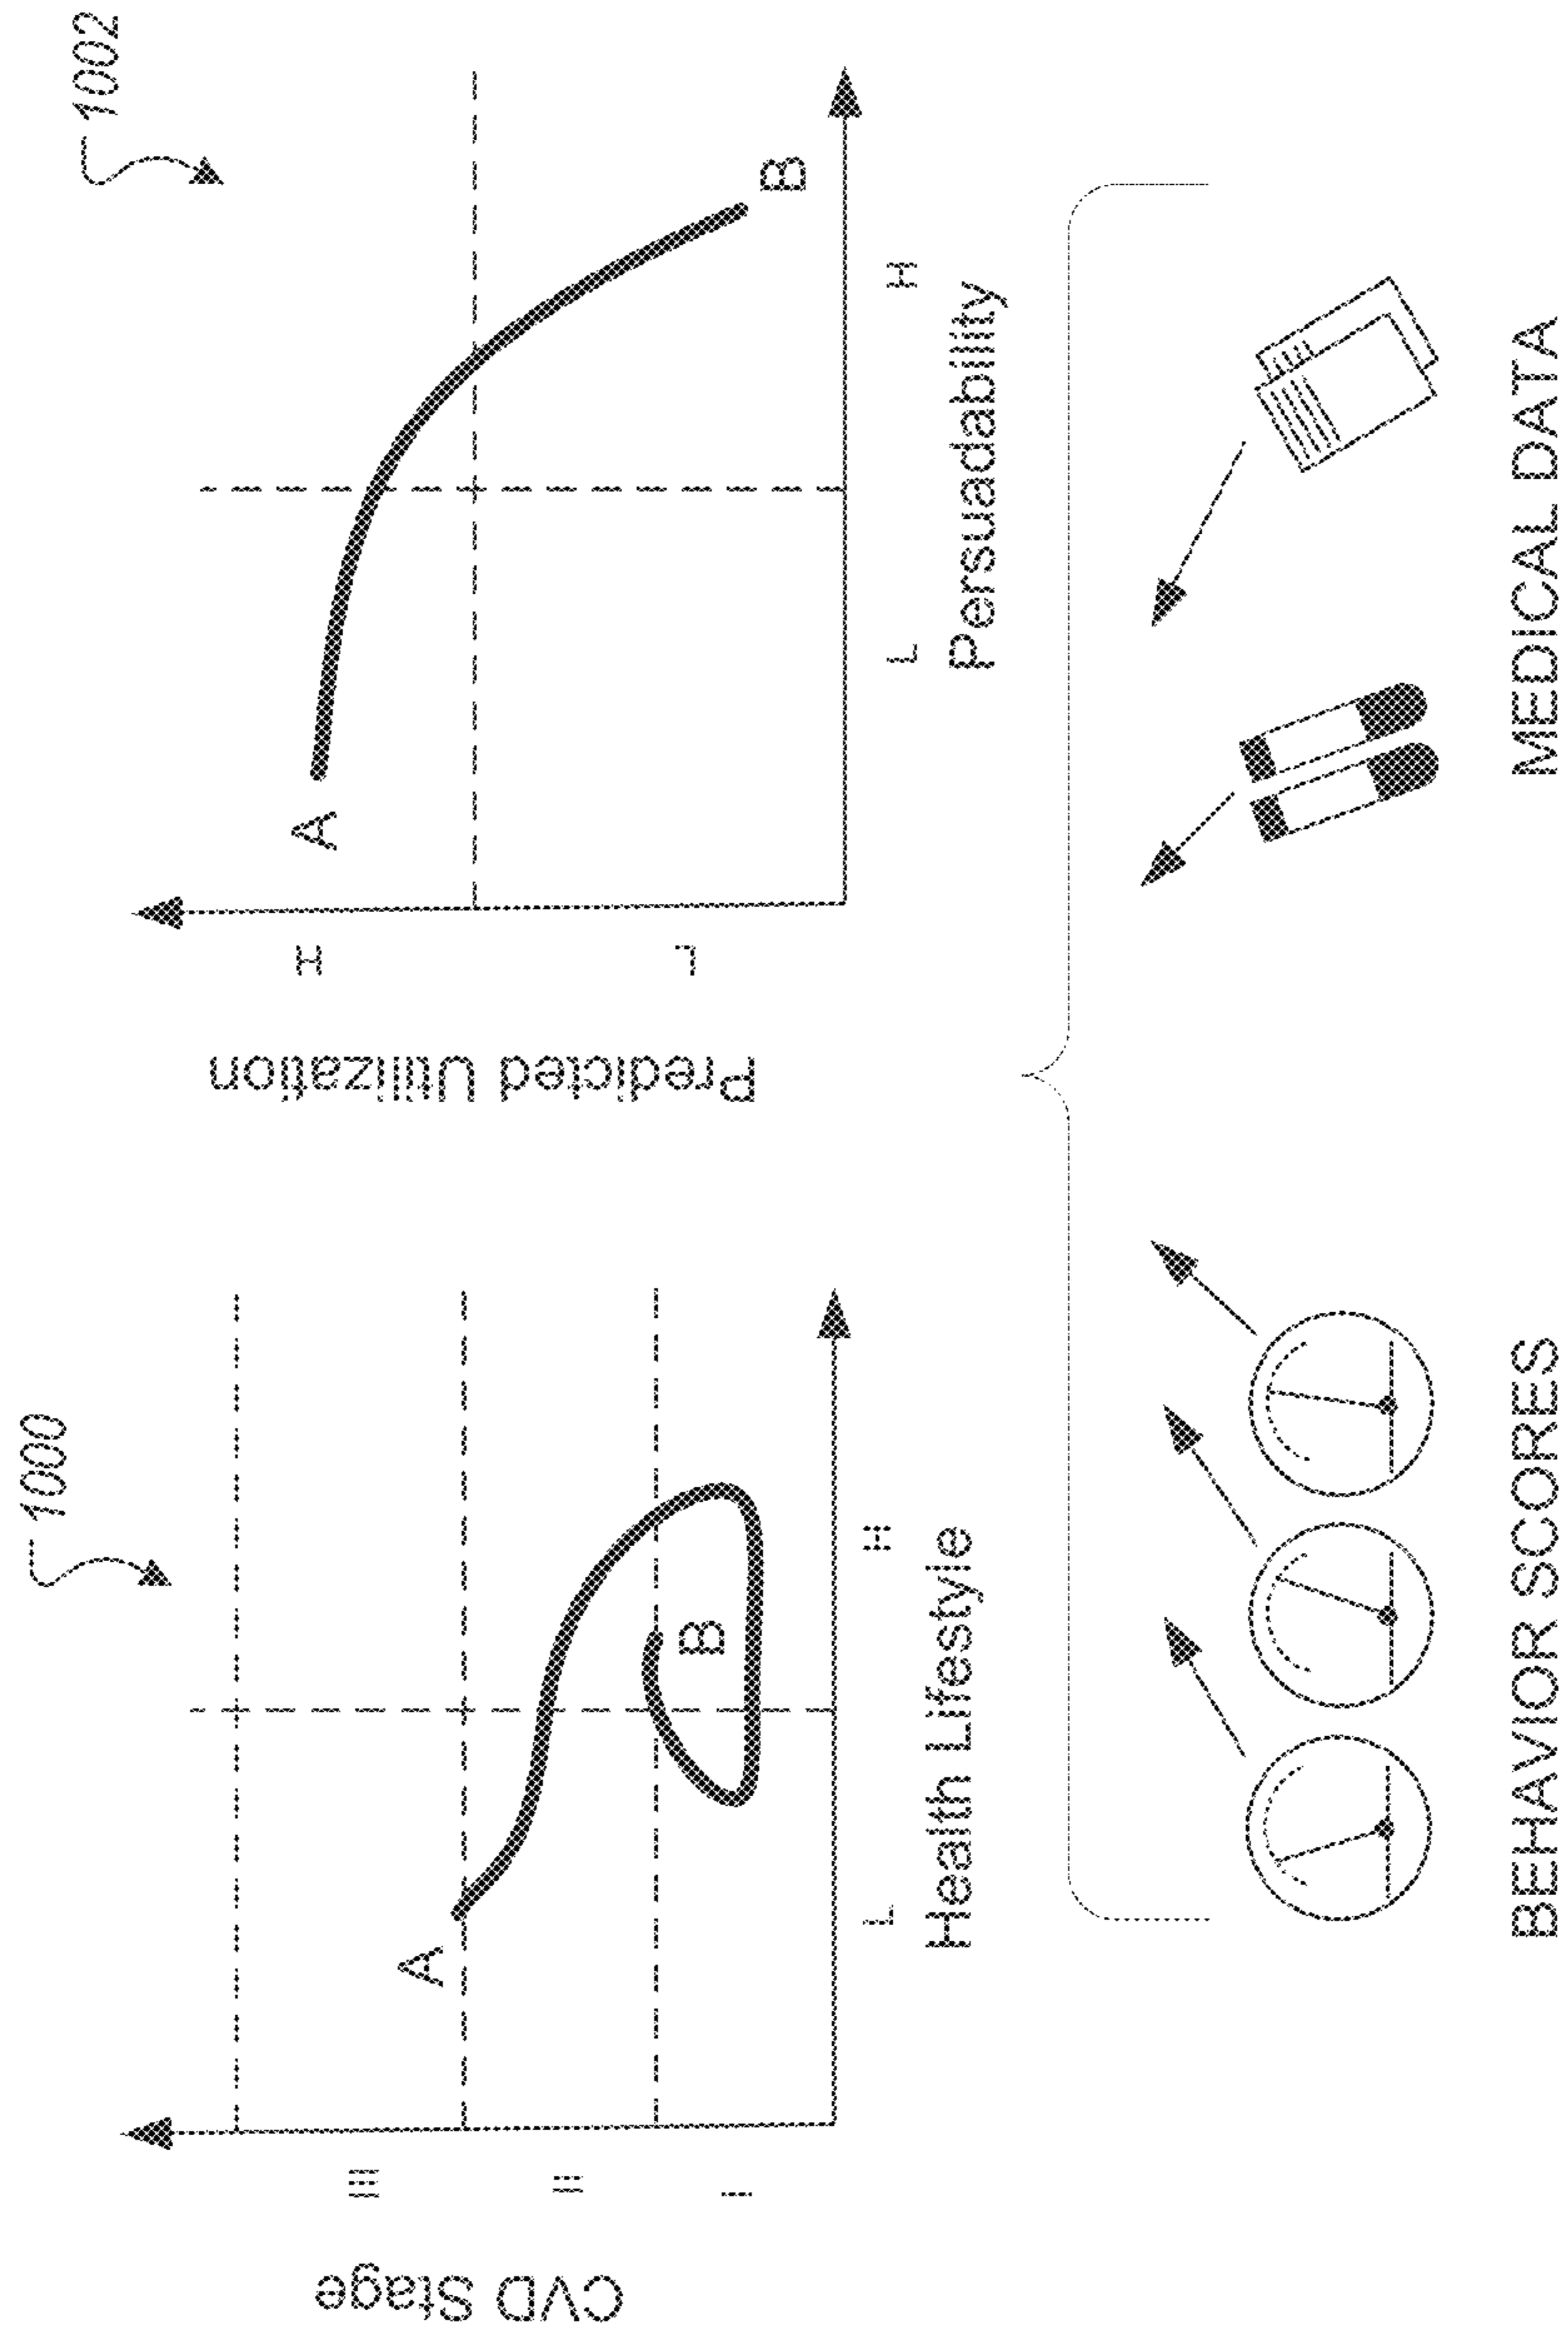 1000
CVD Stage
III
II
I
A
B
L
H
Health Lifestyle
1002
Predicted Utilization
H
L
A
B
L
H
Persuadability
BEHAVIOR SCORES
MEDICAL DATA